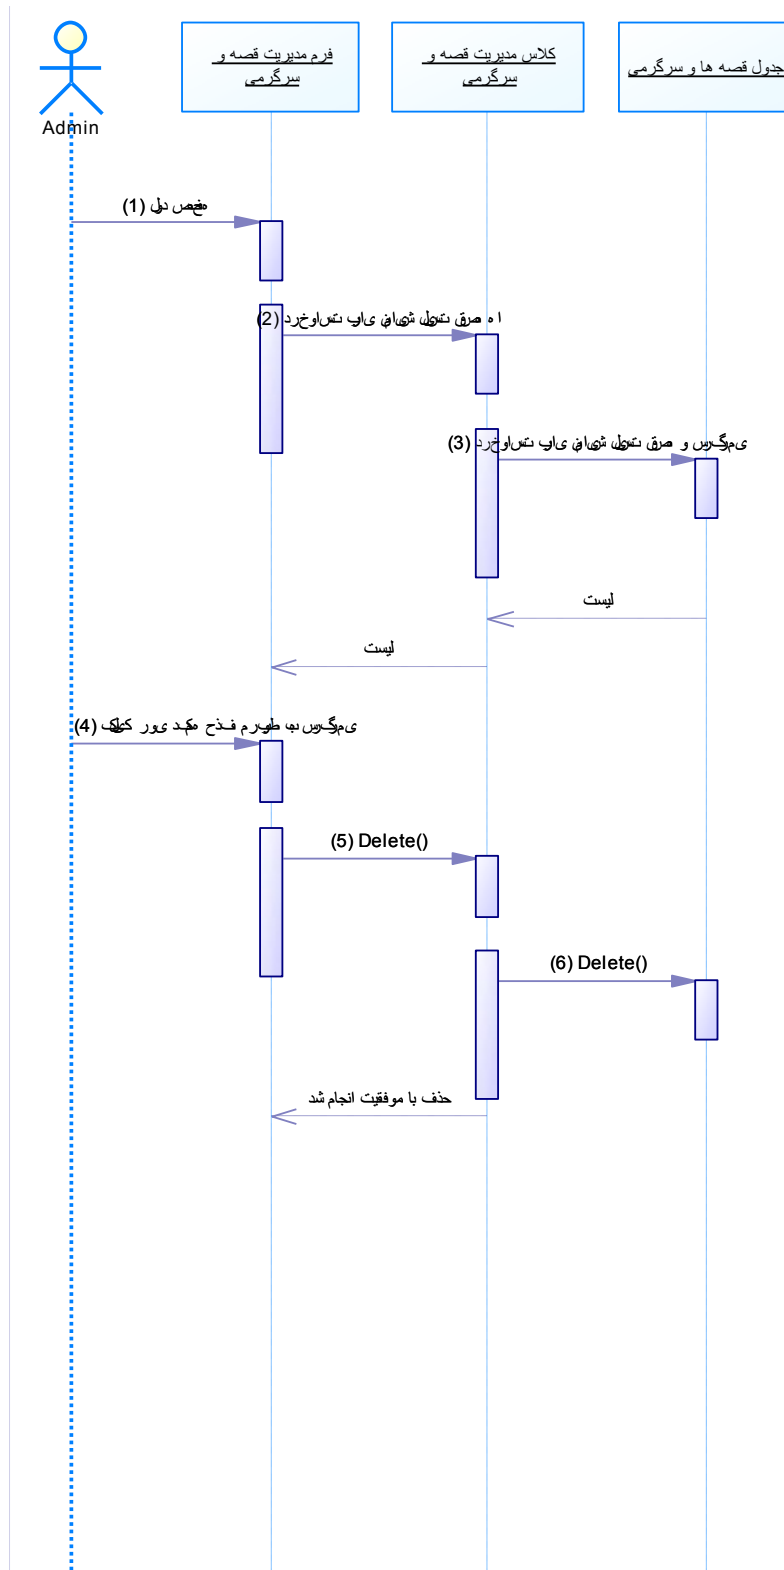 Admin
فرم مدیریت قصه و
سرگرمی
کلاس مدیریت قصه و
سرگرمی
جدول قصه ها و سرگرمی
(1) لود صفحه
(2) درخواست برای نمایش لیست قصه ها
(3) درخواست برای نمایش لیست قصه و سرگرمی
لیست
لیست
(4) کلیک روی دکمه حذف مربوط به سرگرمی
(5) Delete()
(6) Delete()
حذف با موفقیت انجام شد